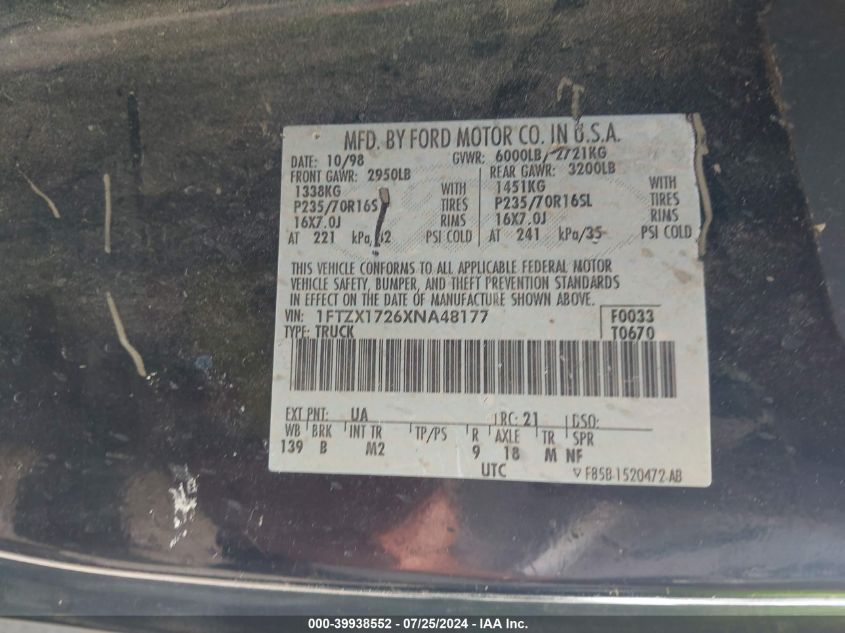 MFD. BY FORD MOTOR CO. IN U.S.A.
DATE: 10/98 GVWR: 6000LB/ 2721KG
FRONT GAWR: 2950LB REAR GAWR: 3200LB
1338KG WITH 1451KG WITH
P235/70R16S TIRES P235/70R16SL TIRES
16X7.0J RIMS 16X7.0J RIMS
AT 221 kPa/ 2 PSI COLD AT 241 kPa/35 PSI COLD
THIS VEHICLE CONFORMS TO ALL APPLICABLE FEDERAL MOTOR
VEHICLE SAFETY, BUMPER, AND THEFT PREVENTION STANDARDS
IN EFFECT ON THE DATE OF MANUFACTURE SHOWN ABOVE.
VIN: 1FTZX1726XNA48177 F0033
TYPE: TRUCK T0670
EXT PNT: UA RC: 21 DSO:
WB BRK INT TR TP/PS R AXLE TR SPR
139 B M2 9 18 M NF
UTC F85B-1520472-AB
000-39938552 - 07/25/2024 - IAA Inc.